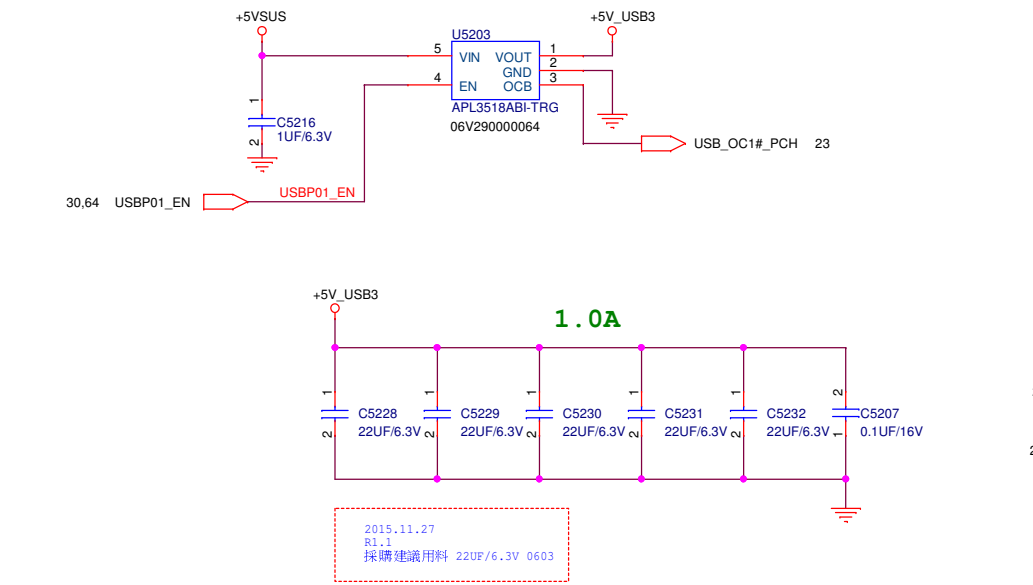 +5VSUS
+5V_USB3
U5203
5 VIN VOUT 1
GND 2
4 EN OCB 3
APL3518ABI-TRG
06V290000064
1
C5216
1UF/6.3V
2
USB_OC1#_PCH 23
30,64 USBP01_EN
USBP01_EN
+5V_USB3
1.0A
1 1 1 1 1 2
C5228 C5229 C5230 C5231 C5232 C5207
22UF/6.3V 22UF/6.3V 22UF/6.3V 22UF/6.3V 22UF/6.3V 0.1UF/16V
2 2 2 2 2 1
2015.11.27
R1.1
採購建議用料 22UF/6.3V 0603